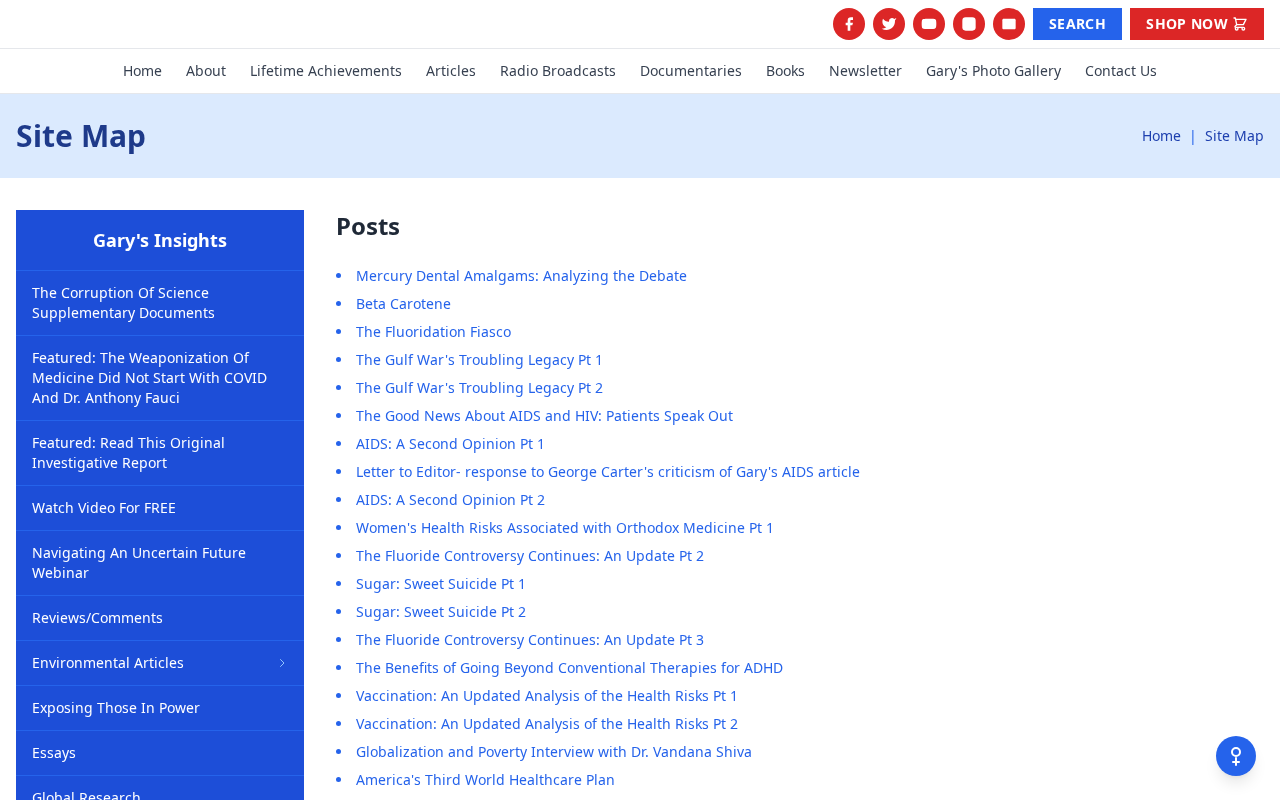 SEARCH
SHOP NOW
Home About Lifetime Achievements Articles Radio Broadcasts Documentaries Books Newsletter Gary's Photo Gallery Contact Us
Site Map
Home | Site Map
Gary's Insights
The Corruption Of Science
Supplementary Documents
Featured: The Weaponization Of
Medicine Did Not Start With COVID
And Dr. Anthony Fauci
Featured: Read This Original
Investigative Report
Watch Video For FREE
Navigating An Uncertain Future
Webinar
Reviews/Comments
Environmental Articles
Exposing Those In Power
Essays
Global Research
Posts
Mercury Dental Amalgams: Analyzing the Debate
Beta Carotene
The Fluoridation Fiasco
The Gulf War's Troubling Legacy Pt 1
The Gulf War's Troubling Legacy Pt 2
The Good News About AIDS and HIV: Patients Speak Out
AIDS: A Second Opinion Pt 1
Letter to Editor- response to George Carter's criticism of Gary's AIDS article
AIDS: A Second Opinion Pt 2
Women's Health Risks Associated with Orthodox Medicine Pt 1
The Fluoride Controversy Continues: An Update Pt 2
Sugar: Sweet Suicide Pt 1
Sugar: Sweet Suicide Pt 2
The Fluoride Controversy Continues: An Update Pt 3
The Benefits of Going Beyond Conventional Therapies for ADHD
Vaccination: An Updated Analysis of the Health Risks Pt 1
Vaccination: An Updated Analysis of the Health Risks Pt 2
Globalization and Poverty Interview with Dr. Vandana Shiva
America's Third World Healthcare Plan